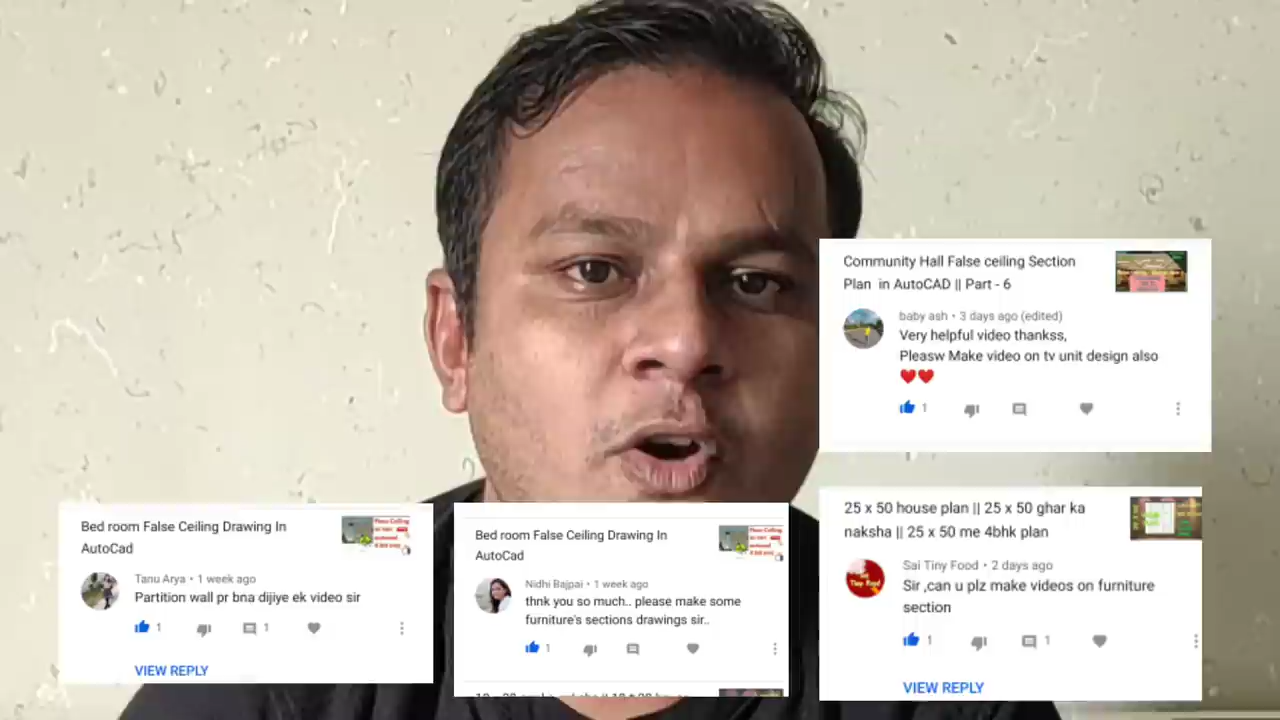 Community Hall False ceiling Section
Plan in AutoCAD || Part - 6
baby ash • 3 days ago (edited)
Very helpful video thankss,
Pleasw Make video on tv unit design also
❤️❤️
1
Bed room False Ceiling Drawing In
AutoCad
Tanu Arya • 1 week ago
Partition wall pr bna dijiye ek video sir
1 1
VIEW REPLY
Bed room False Ceiling Drawing In
AutoCad
Nidhi Bajpai • 1 week ago
thnk you so much.. please make some
furniture's sections drawings sir..
1
25 x 50 house plan || 25 x 50 ghar ka
naksha || 25 x 50 me 4bhk plan
Sai Tiny Food • 2 days ago
Sir ,can u plz make videos on furniture
section
1 1
VIEW REPLY